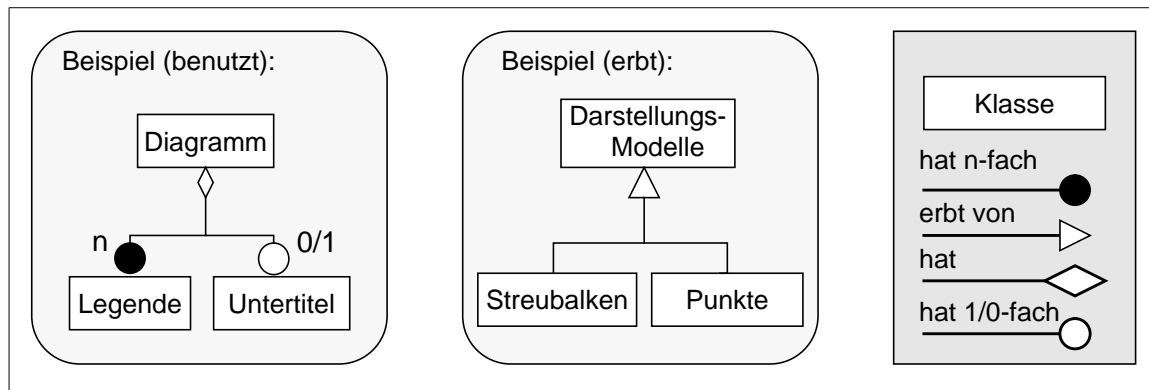 Beispiel (benutzt):
Diagramm
n
0/1
Legende
Untertitel
Beispiel (erbt):
Darstellungs-
Modelle
Streubalken
Punkte
Klasse
hat n-fach
erbt von
hat
hat 1/0-fach